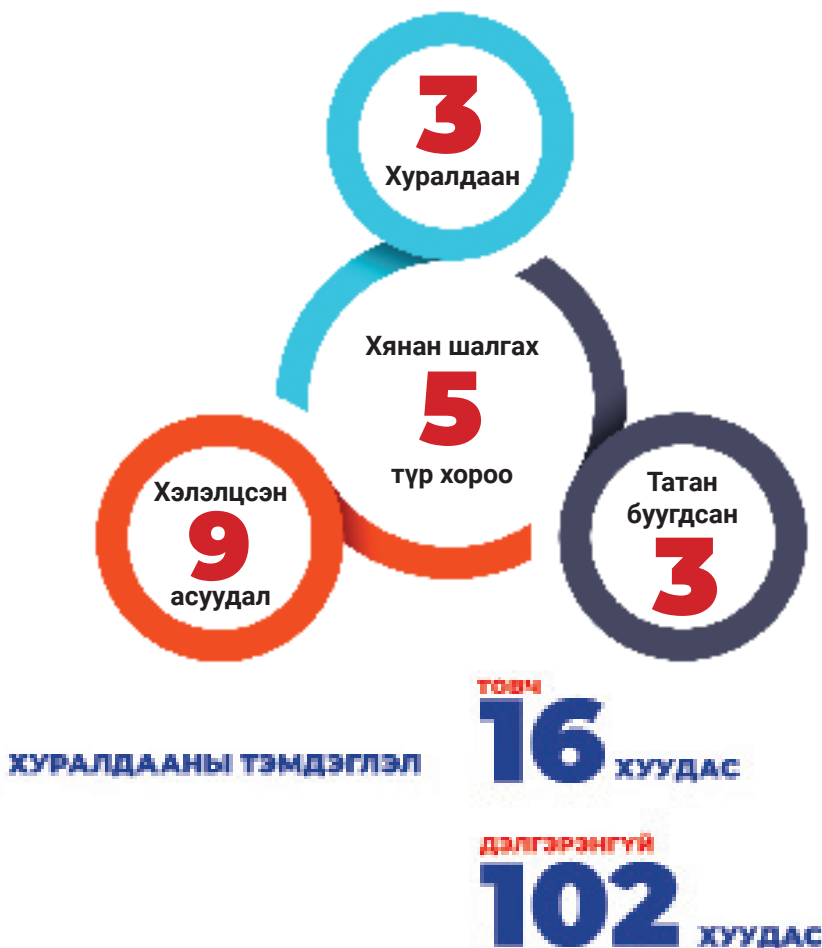 3
Хуралдаан
Хянан шалгах
5
түр хороо
Хэлэлцсэн
9
асуудал
Татан
буугдсан
3
ХУРАЛДААНЫ ТЭМДЭГЛЭЛ
ТОВЧ
16 ХУУДАС
ДЭЛГЭРЭНГҮЙ
102 ХУУДАС